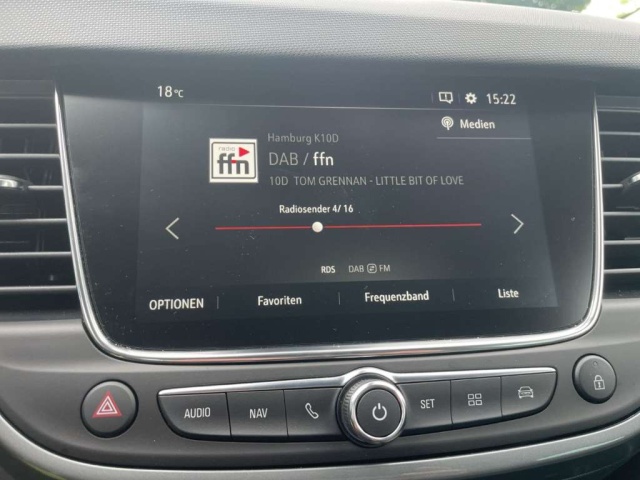 18 °C
15:22
Medien
Hamburg K10D
radio
ffn
DAB / ffn
10D TOM GRENNAN - LITTLE BIT OF LOVE
Radiosender 4/ 16
RDS DAB FM
OPTIONEN Favoriten Frequenzband Liste
AUDIO NAV SET